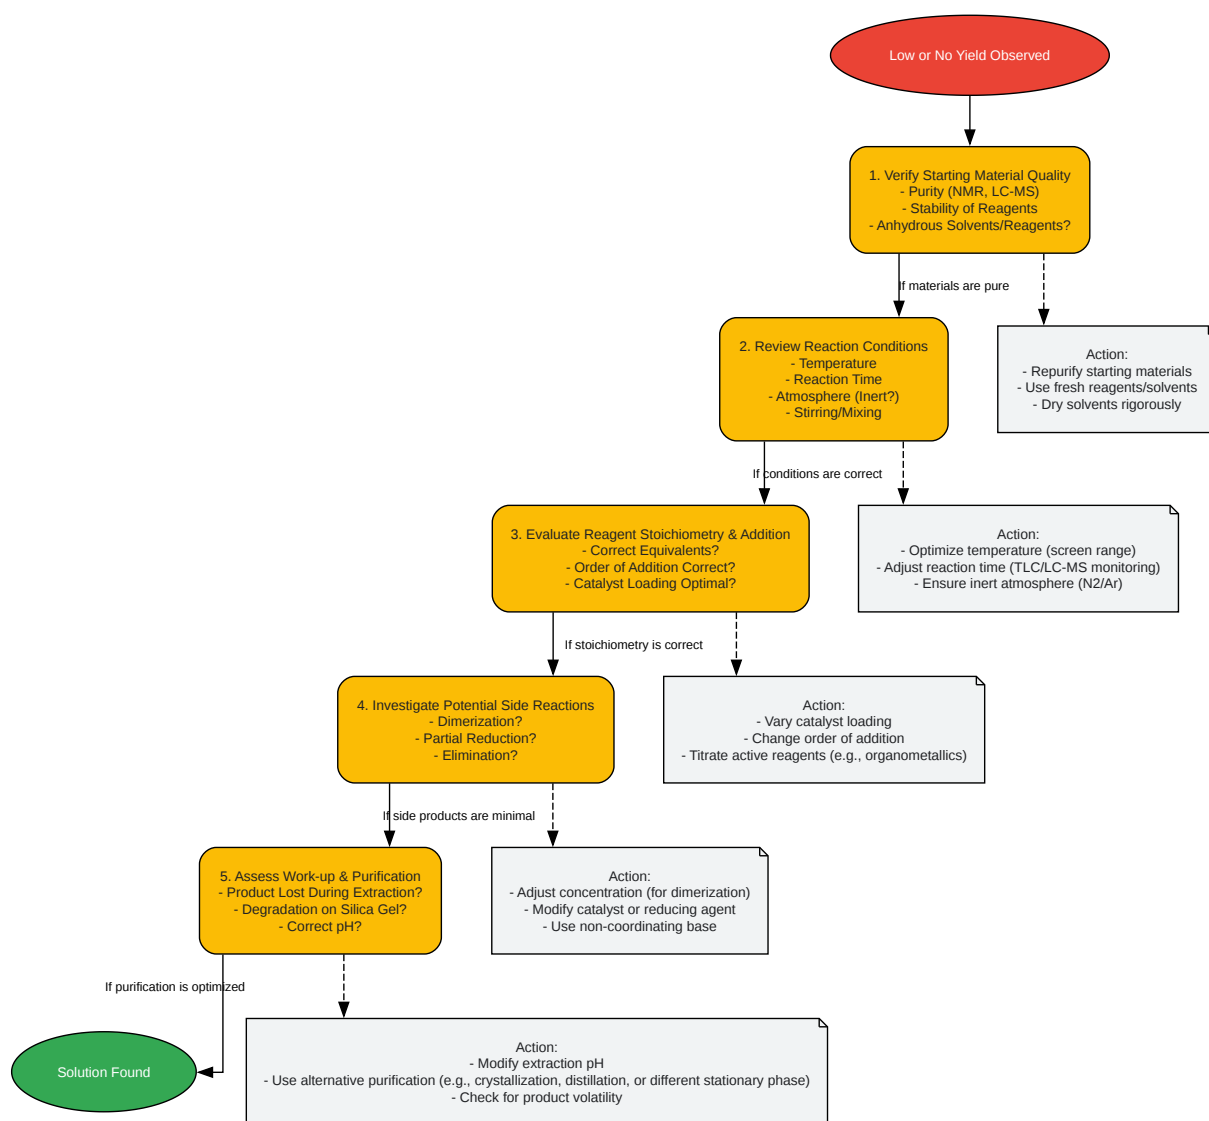 Low or No Yield Observed
1. Verify Starting Material Quality
- Purity (NMR, LC-MS)
- Stability of Reagents
- Anhydrous Solvents/Reagents?
If materials are pure
2. Review Reaction Conditions
- Temperature
- Reaction Time
- Atmosphere (Inert?)
- Stirring/Mixing
Action:
- Repurify starting materials
- Use fresh reagents/solvents
- Dry solvents rigorously
If conditions are correct
3. Evaluate Reagent Stoichiometry & Addition
- Correct Equivalents?
- Order of Addition Correct?
- Catalyst Loading Optimal?
Action:
- Optimize temperature (screen range)
- Adjust reaction time (TLC/LC-MS monitoring)
- Ensure inert atmosphere (N2/Ar)
If stoichiometry is correct
4. Investigate Potential Side Reactions
- Dimerization?
- Partial Reduction?
- Elimination?
Action:
- Vary catalyst loading
- Change order of addition
- Titrate active reagents (e.g., organometallics)
If side products are minimal
5. Assess Work-up & Purification
- Product Lost During Extraction?
- Degradation on Silica Gel?
- Correct pH?
Action:
- Adjust concentration (for dimerization)
- Modify catalyst or reducing agent
- Use non-coordinating base
If purification is optimized
Solution Found
Action:
- Modify extraction pH
- Use alternative purification (e.g., crystallization, distillation, or different stationary phase)
- Check for product volatility